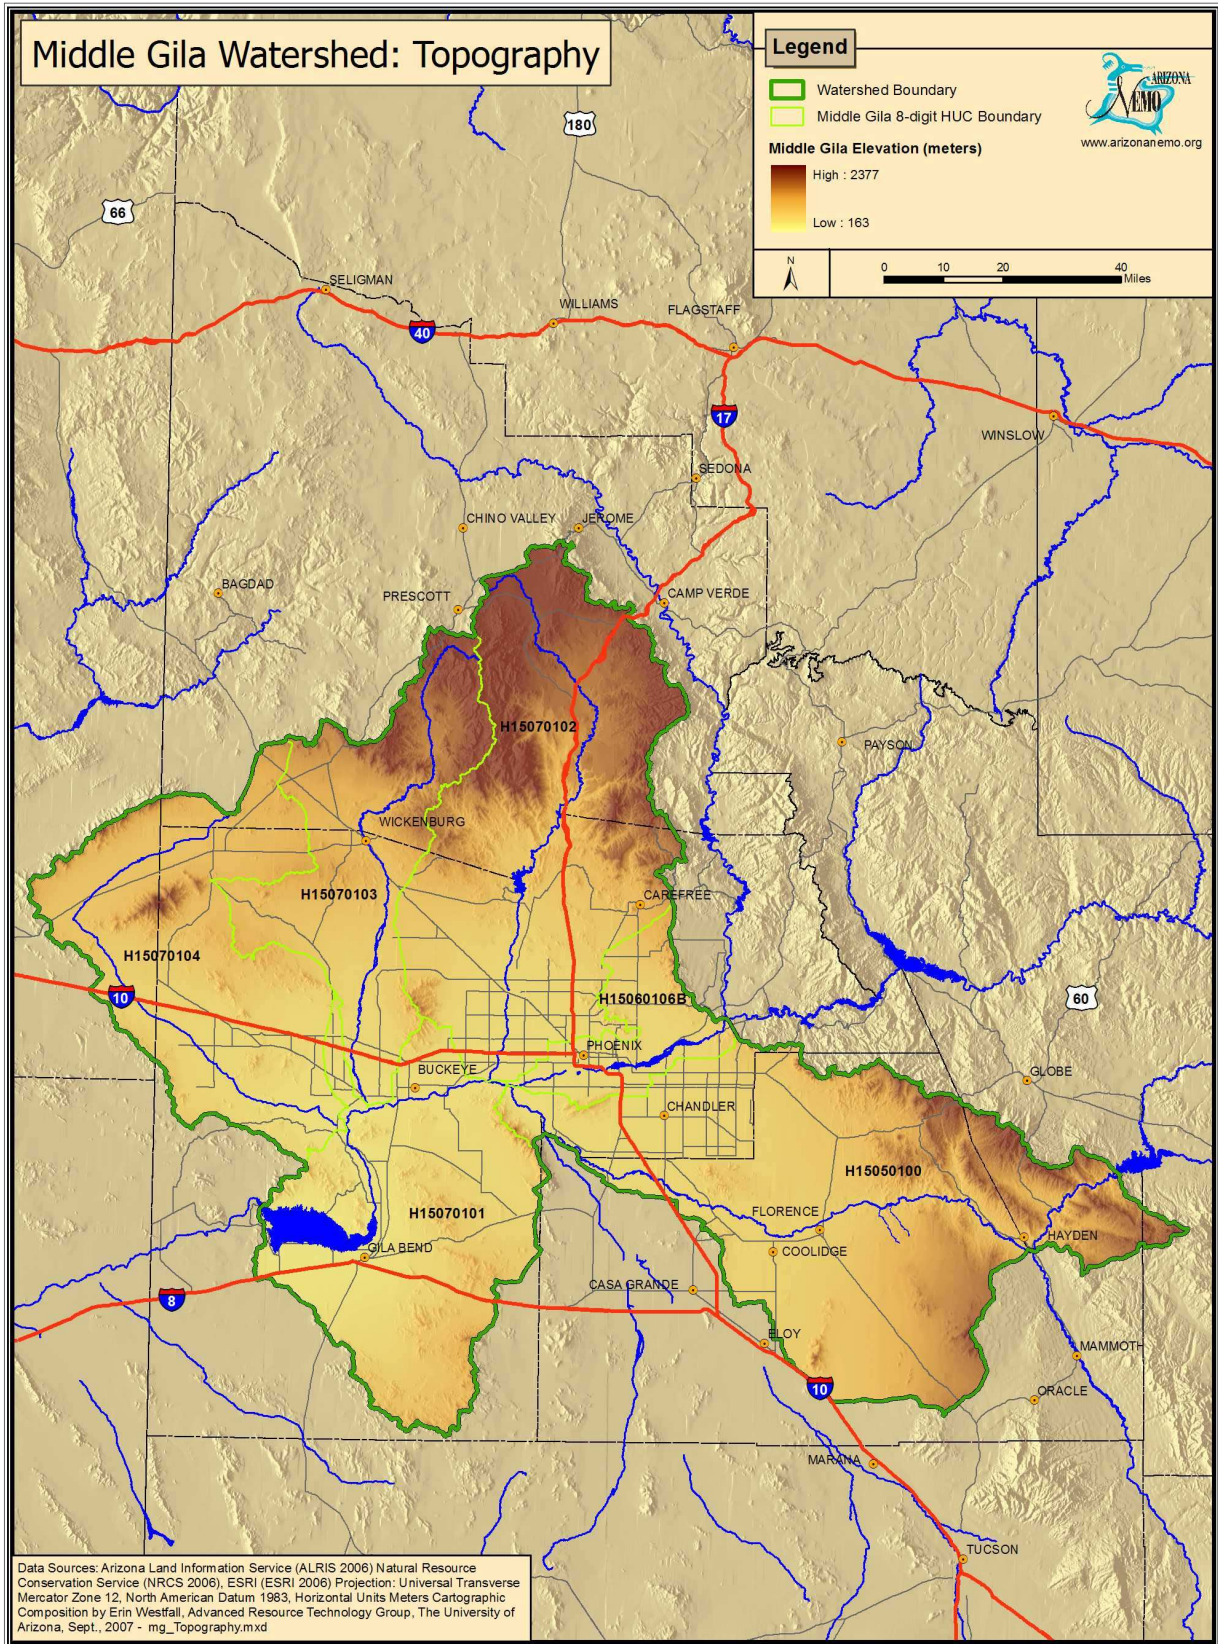 Middle Gila Watershed: Topography
Legend
Watershed Boundary
Middle Gila 8-digit HUC Boundary
Middle Gila Elevation (meters)
High : 2377
Low : 163
ARIZONA
NEMO
www.arizonanemo.org
N
0 10 20 40
Miles
180
66
SELIGMAN
WILLIAMS
FLAGSTAFF
40
17
WINSLOW
SEDONA
CHINO VALLEY
JEROME
BAGDAD
PRESCOTT
CAMP VERDE
H15070102
PAYSON
WICKENBURG
H15070103
CAREFREE
H15070104
10
H15060106B
60
PHOENIX
GLOBE
BUCKEYE
CHANDLER
H15050100
H15070101
FLORENCE
HAYDEN
GILA BEND
COOLIDGE
CASA GRANDE
8
ELOY
MAMMOTH
10
ORACLE
MARANA
TUCSON
Data Sources: Arizona Land Information Service (ALRIS 2006) Natural Resource
Conservation Service (NRCS 2006), ESRI (ESRI 2006) Projection: Universal Transverse
Mercator Zone 12, North American Datum 1983, Horizontal Units Meters Cartographic
Composition by Erin Westfall, Advanced Resource Technology Group, The University of
Arizona, Sept., 2007 - mg_Topography.mxd